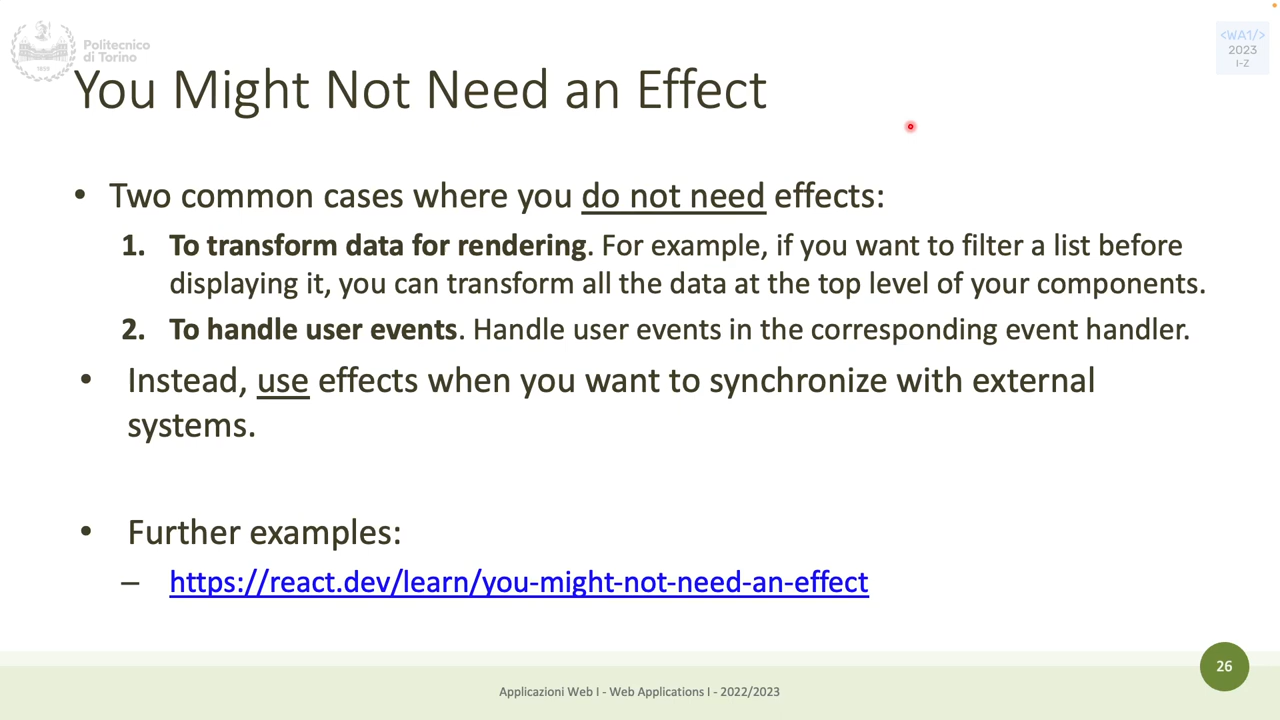 Politecnico
di Torino
1859
<WA1/>
2023
I-Z
You Might Not Need an Effect
• Two common cases where you do not need effects:
1. To transform data for rendering. For example, if you want to filter a list before
displaying it, you can transform all the data at the top level of your components.
2. To handle user events. Handle user events in the corresponding event handler.
• Instead, use effects when you want to synchronize with external
systems.
• Further examples:
– https://react.dev/learn/you-might-not-need-an-effect
26
Applicazioni Web I - Web Applications I - 2022/2023